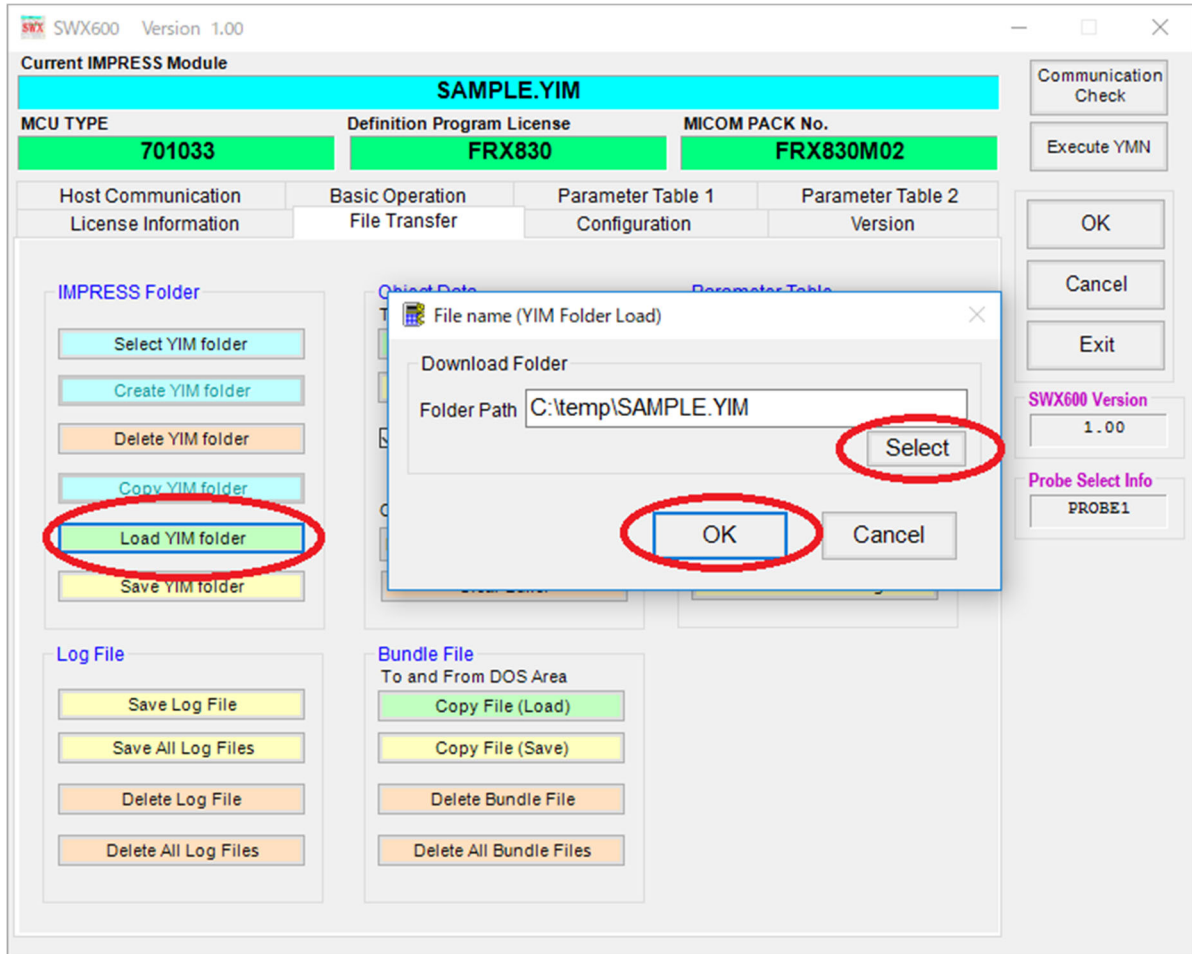 SWX SWX600 Version 1.00
Current IMPRESS Module
SAMPLE.YIM
MCU TYPE Definition Program License MICOM PACK No.
701033 FRX830 FRX830M02
Communication
Check
Execute YMN
Host Communication Basic Operation Parameter Table 1 Parameter Table 2
License Information File Transfer Configuration Version
OK
Cancel
Exit
SWX600 Version
1.00
Probe Select Info
PROBE1
IMPRESS Folder
Select YIM folder
Create YIM folder
Delete YIM folder
Copy YIM folder
Load YIM folder
Save YIM folder
Object Data
Parameter Table
File name (YIM Folder Load)
Download Folder
Folder Path C:\temp\SAMPLE.YIM
Select
OK Cancel
Log File
Save Log File
Save All Log Files
Delete Log File
Delete All Log Files
Bundle File
To and From DOS Area
Copy File (Load)
Copy File (Save)
Delete Bundle File
Delete All Bundle Files